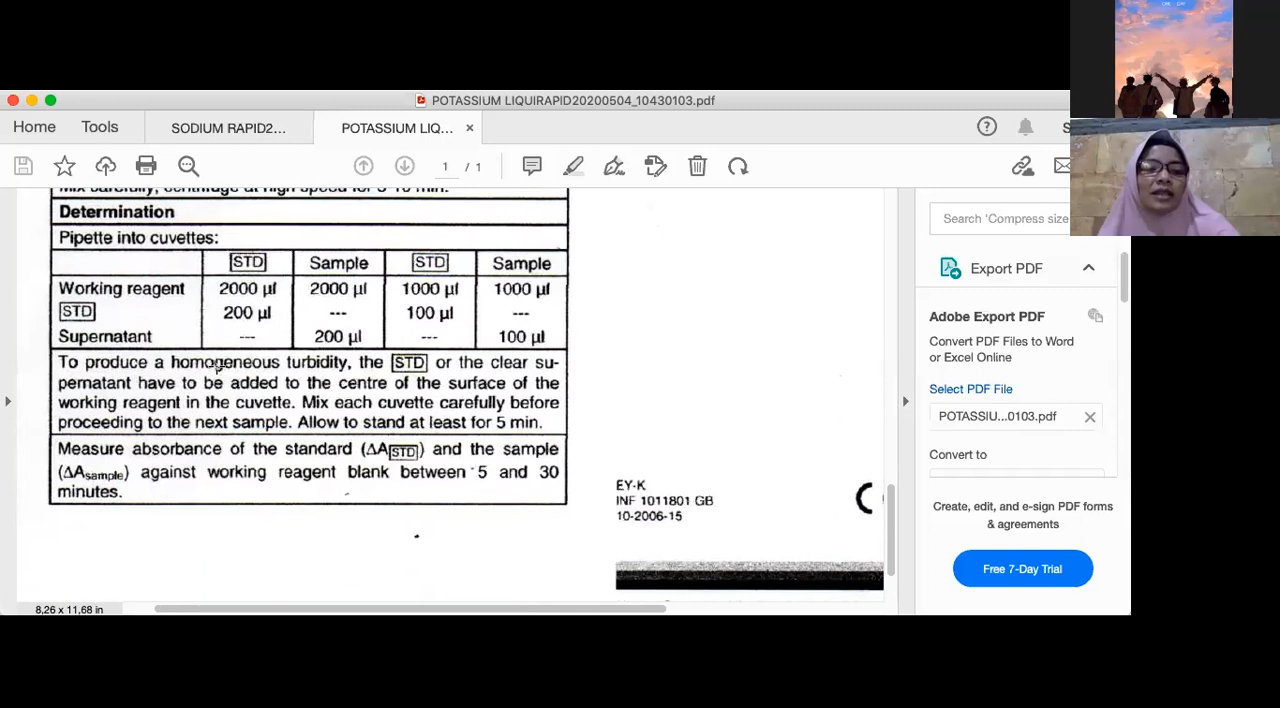 POTASSIUM LIQUIRAPID20200504_10430103.pdf
Home
Tools
SODIUM RAPID2...
POTASSIUM LIQ... ×
1 / 1
Mix carefully, centrifuge at high speed for 5-10 min.
Determination
Pipette into cuvettes:
STD Sample STD Sample
Working reagent 2000 µl 2000 µl 1000 µl 1000 µl
STD 200 µl --- 100 µl ---
Supernatant --- 200 µl --- 100 µl
To produce a homogeneous turbidity, the STD or the clear su-
pernatant have to be added to the centre of the surface of the
working reagent in the cuvette. Mix each cuvette carefully before
proceeding to the next sample. Allow to stand at least for 5 min.
Measure absorbance of the standard (ΔASTD) and the sample
(ΔAsample) against working reagent blank between 5 and 30
minutes.
EY-K
INF 1011801 GB
10-2006-15
8,26 x 11,68 in
Search 'Compress size
Export PDF
Adobe Export PDF
Convert PDF Files to Word
or Excel Online
Select PDF File
POTASSIU...0103.pdf
Convert to
Create, edit, and e-sign PDF forms
& agreements
Free 7-Day Trial